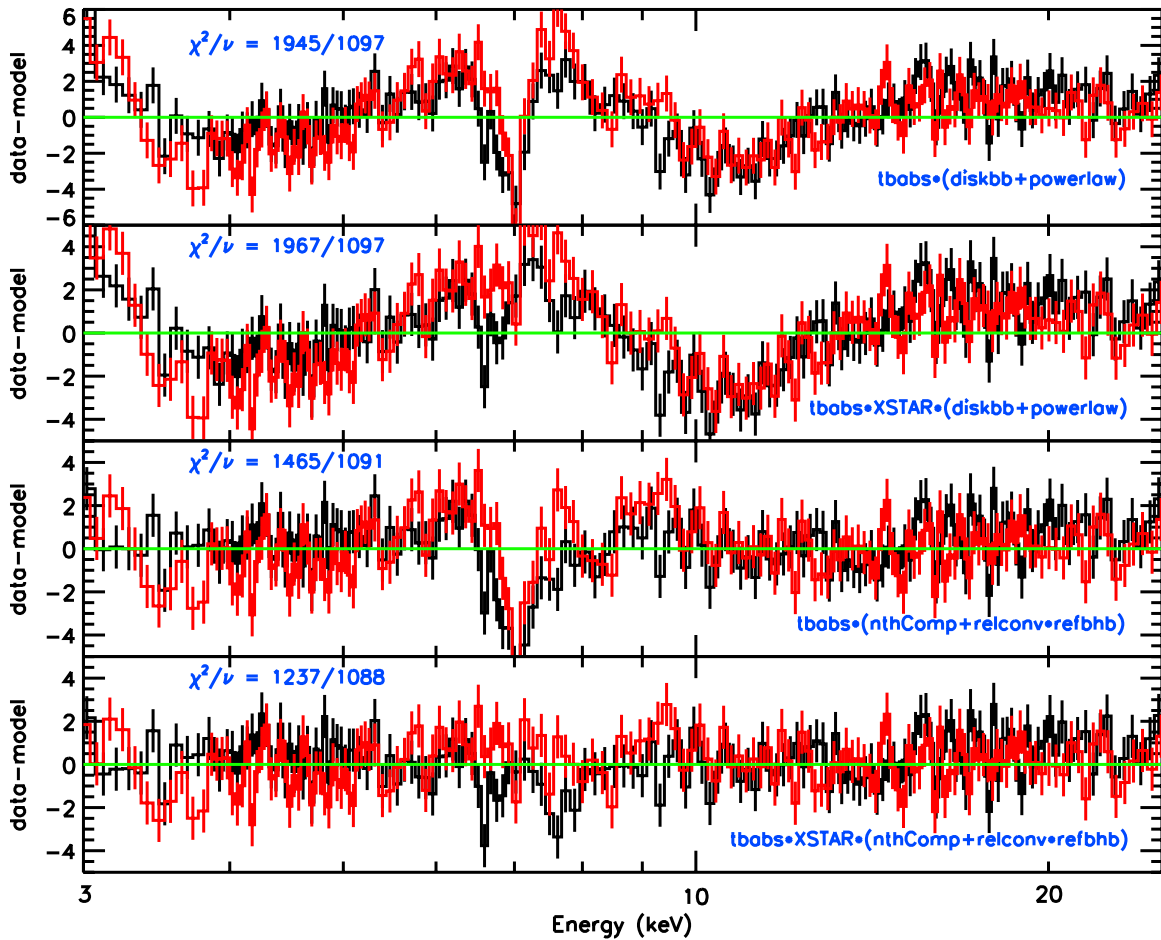 6
4
2
0
−2
−4
−6
data−model
χ²/ν = 1945/1097
tbabs•(diskbb+powerlaw)
4
2
0
−2
−4
data−model
χ²/ν = 1967/1097
tbabs•XSTAR•(diskbb+powerlaw)
4
2
0
−2
−4
data−model
χ²/ν = 1465/1091
tbabs•(nthComp+relconv•refbhb)
4
2
0
−2
−4
data−model
χ²/ν = 1237/1088
tbabs•XSTAR•(nthComp+relconv•refbhb)
3
10
20
Energy (keV)